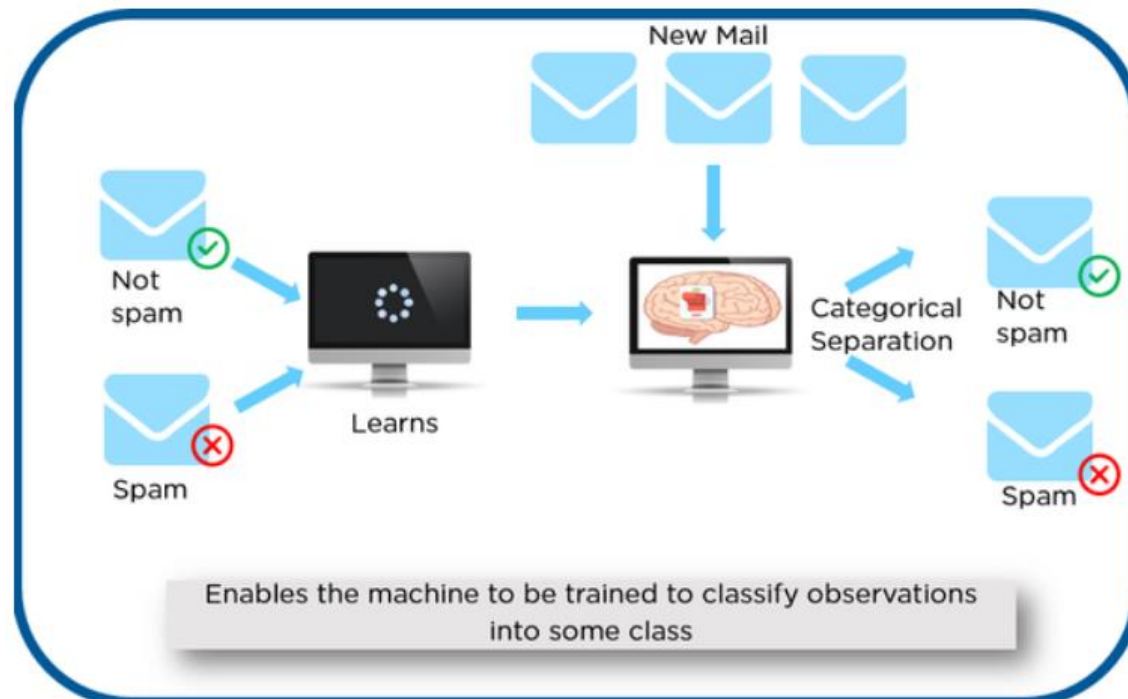 New Mail
Not
spam
Spam
Learns
Categorical
Separation
Not
spam
Spam
Enables the machine to be trained to classify observations
into some class